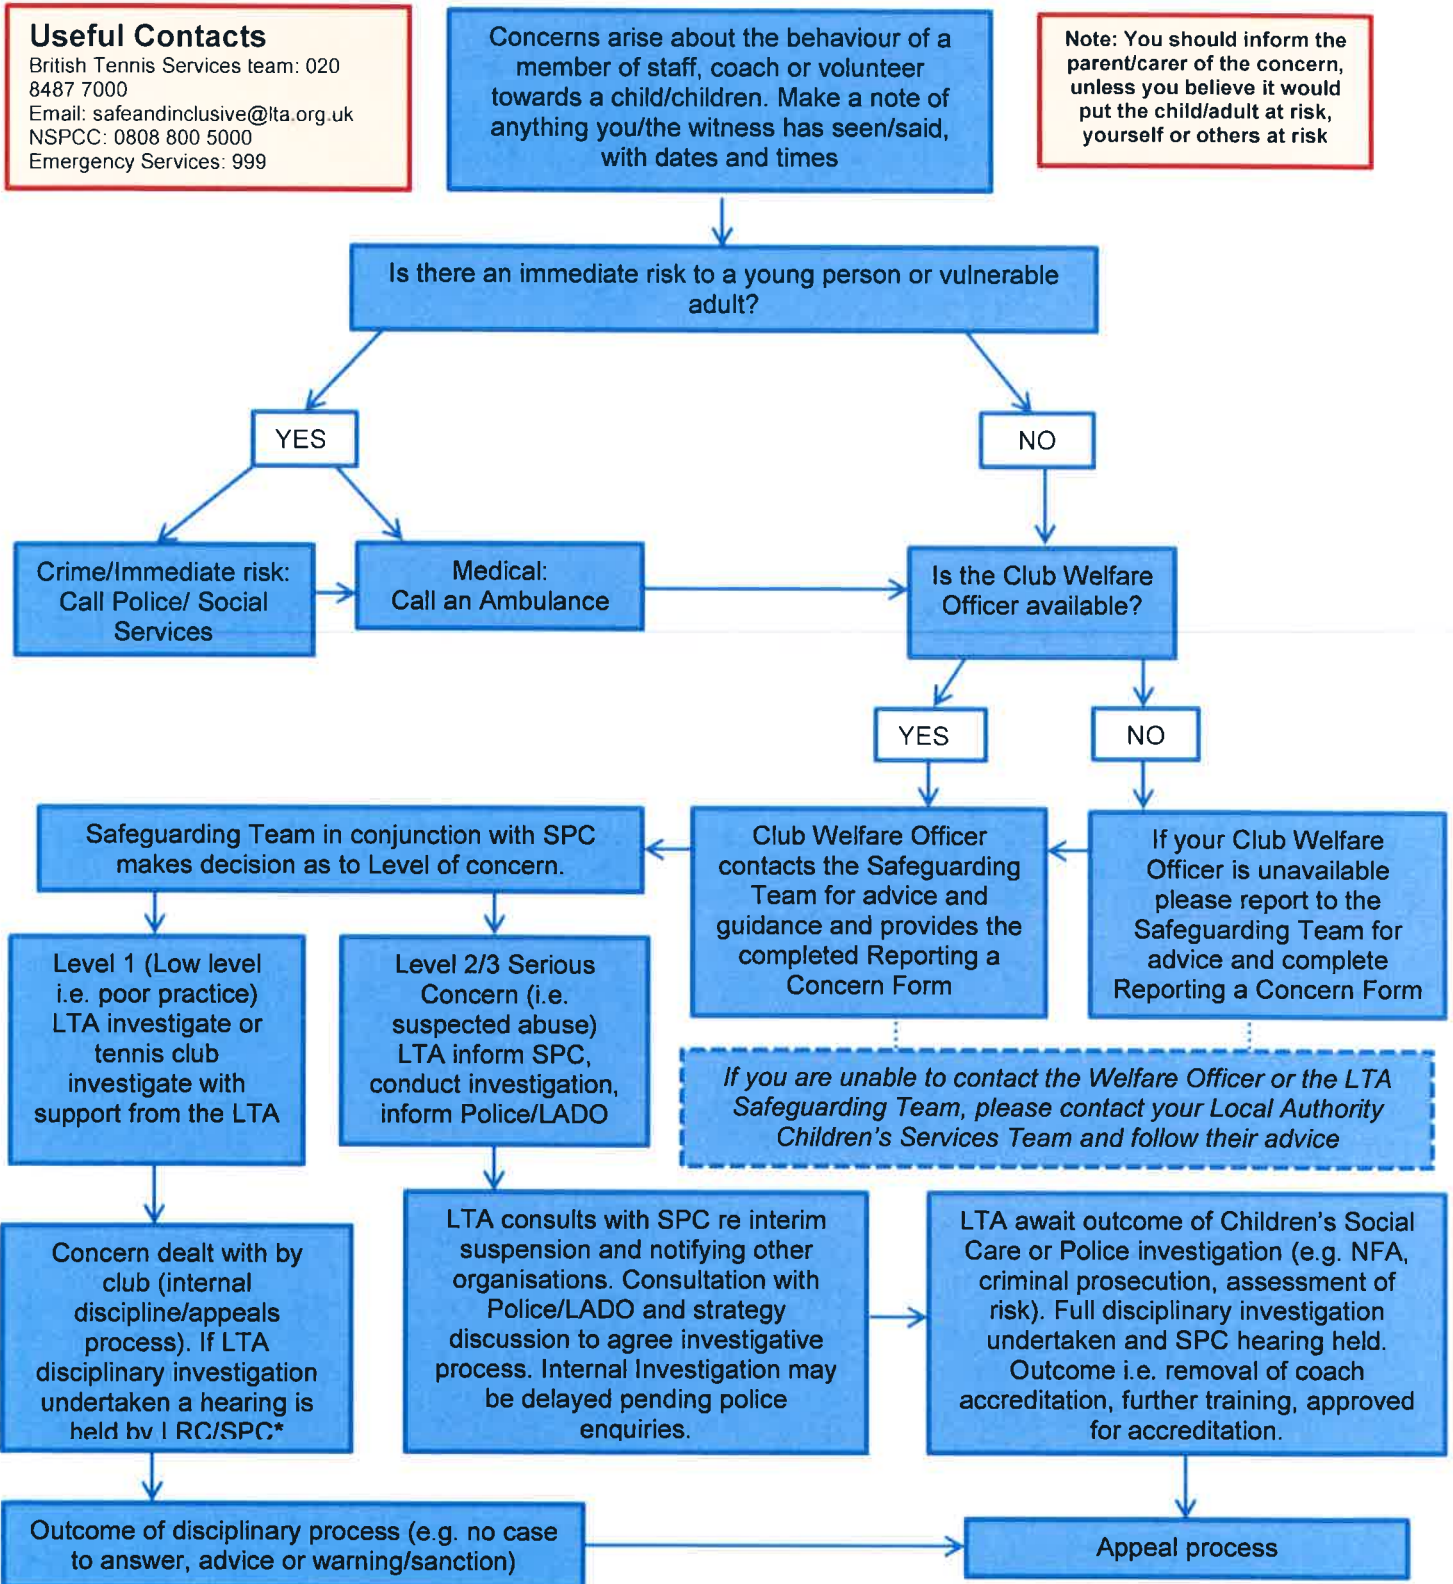 Useful Contacts
British Tennis Services team: 020
8487 7000
Email: safeandinclusive@lta.org.uk
NSPCC: 0808 800 5000
Emergency Services: 999
Concerns arise about the behaviour of a
member of staff, coach or volunteer
towards a child/children. Make a note of
anything you/the witness has seen/said,
with dates and times
Note: You should inform the
parent/carer of the concern,
unless you believe it would
put the child/adult at risk,
yourself or others at risk
Is there an immediate risk to a young person or vulnerable
adult?
YES
NO
Crime/Immediate risk:
Call Police/ Social
Services
Medical:
Call an Ambulance
Is the Club Welfare
Officer available?
YES
NO
Safeguarding Team in conjunction with SPC
makes decision as to Level of concern.
Club Welfare Officer
contacts the Safeguarding
Team for advice and
guidance and provides the
completed Reporting a
Concern Form
If your Club Welfare
Officer is unavailable
please report to the
Safeguarding Team for
advice and complete
Reporting a Concern Form
Level 1 (Low level
i.e. poor practice)
LTA investigate or
tennis club
investigate with
support from the LTA
Level 2/3 Serious
Concern (i.e.
suspected abuse)
LTA inform SPC,
conduct investigation,
inform Police/LADO
If you are unable to contact the Welfare Officer or the LTA
Safeguarding Team, please contact your Local Authority
Children's Services Team and follow their advice
Concern dealt with by
club (internal
discipline/appeals
process). If LTA
disciplinary investigation
undertaken a hearing is
held by LRC/SPC*
LTA consults with SPC re interim
suspension and notifying other
organisations. Consultation with
Police/LADO and strategy
discussion to agree investigative
process. Internal Investigation may
be delayed pending police
enquiries.
LTA await outcome of Children's Social
Care or Police investigation (e.g. NFA,
criminal prosecution, assessment of
risk). Full disciplinary investigation
undertaken and SPC hearing held.
Outcome i.e. removal of coach
accreditation, further training, approved
for accreditation.
Outcome of disciplinary process (e.g. no case
to answer, advice or warning/sanction)
Appeal process